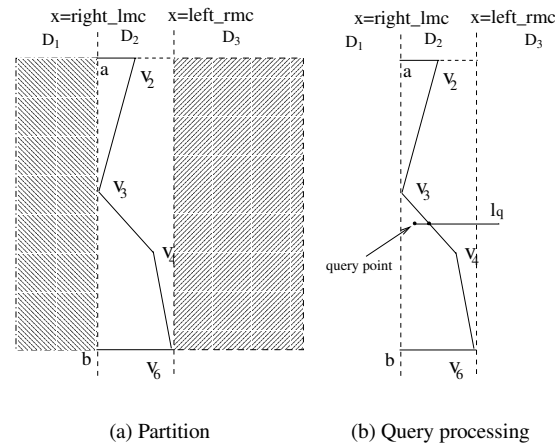 x=right_lmc x=left_rmc
D1 D2 D3
a
v2
v3
v4
b
v6
(a) Partition
x=right_lmc x=left_rmc
D1 D2 D3
a
v2
v3
lq
query point
v4
b
v6
(b) Query processing